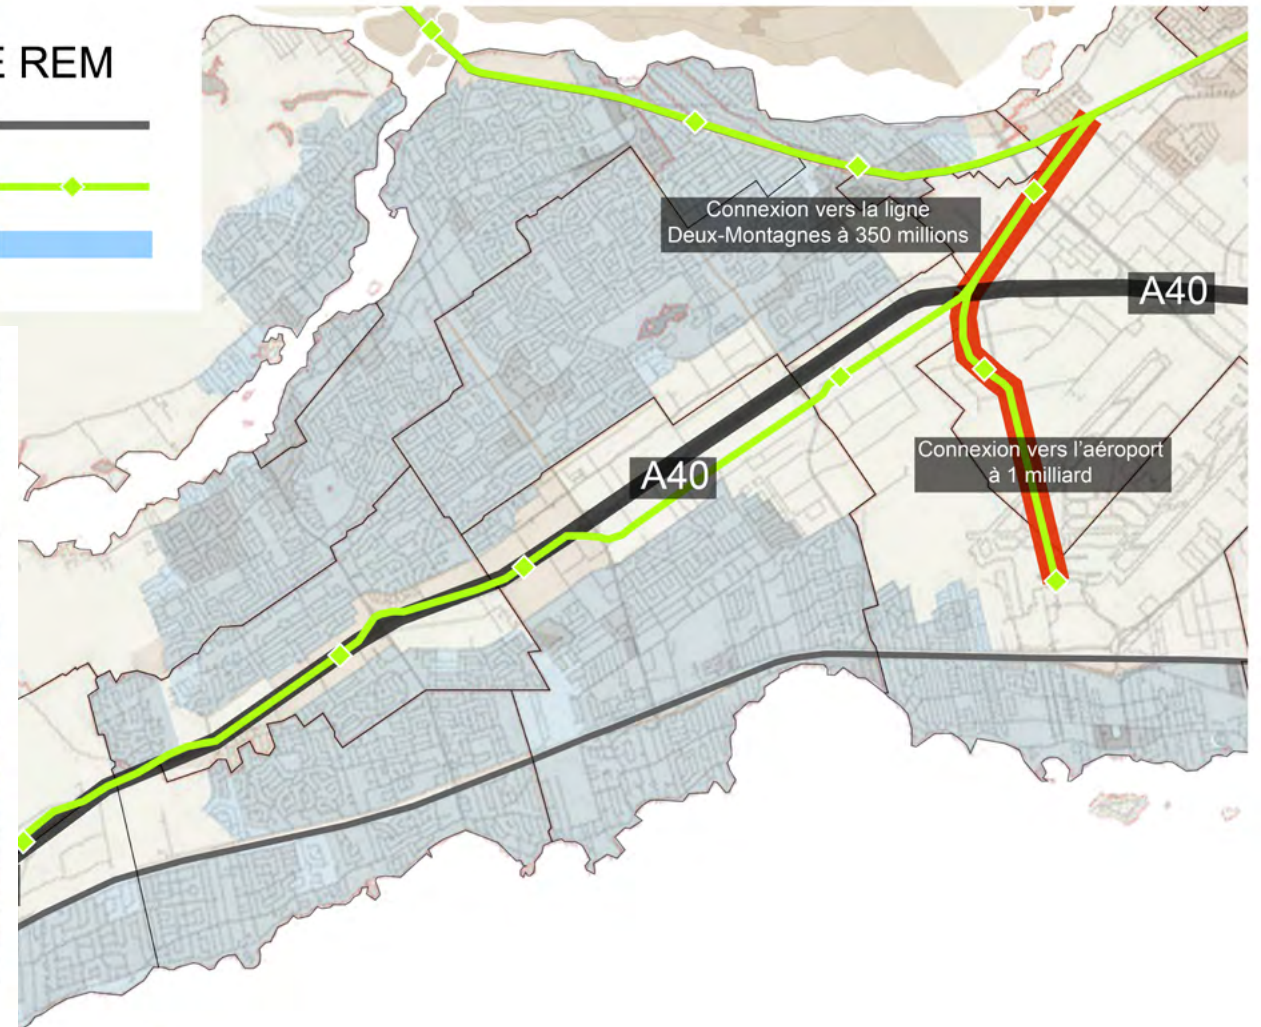 E REM
Connexion vers la ligne
Deux-Montagnes à 350 millions
A40
A40
Connexion vers l'aéroport
à 1 milliard